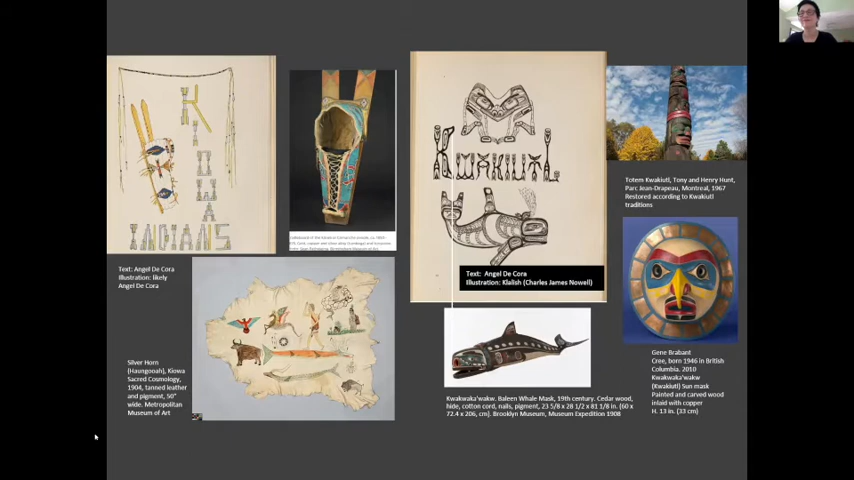 KIOWAS
INDIANS
Text: Angel De Cora
Illustration: likely
Angel De Cora
Silver Horn
(Haungooah), Kiowa
Sacred Cosmology,
1904, tanned leather
and pigment, 50"
wide. Metropolitan
Museum of Art
KWAKIUTL
Text: Angel De Cora
Illustration: Klalish (Charles James Nowell)
Kwakwaka'wakw. Baleen Whale Mask, 19th century. Cedar wood,
hide, cotton cord, nails, pigment, 23 5/8 x 28 1/2 x 81 1/8 in. (60 x
72.4 x 206, cm). Brooklyn Museum, Museum Expedition 1908
Totem Kwakiutl, Tony and Henry Hunt,
Parc Jean-Drapeau, Montreal, 1967
Restored according to Kwakiutl
traditions
Gene Brabant
Cree, born 1946 in British
Columbia. 2010
Kwakwaka'wakw
(Kwakiutl) Sun mask
Painted and carved wood
inlaid with copper
H. 13 in. (33 cm)